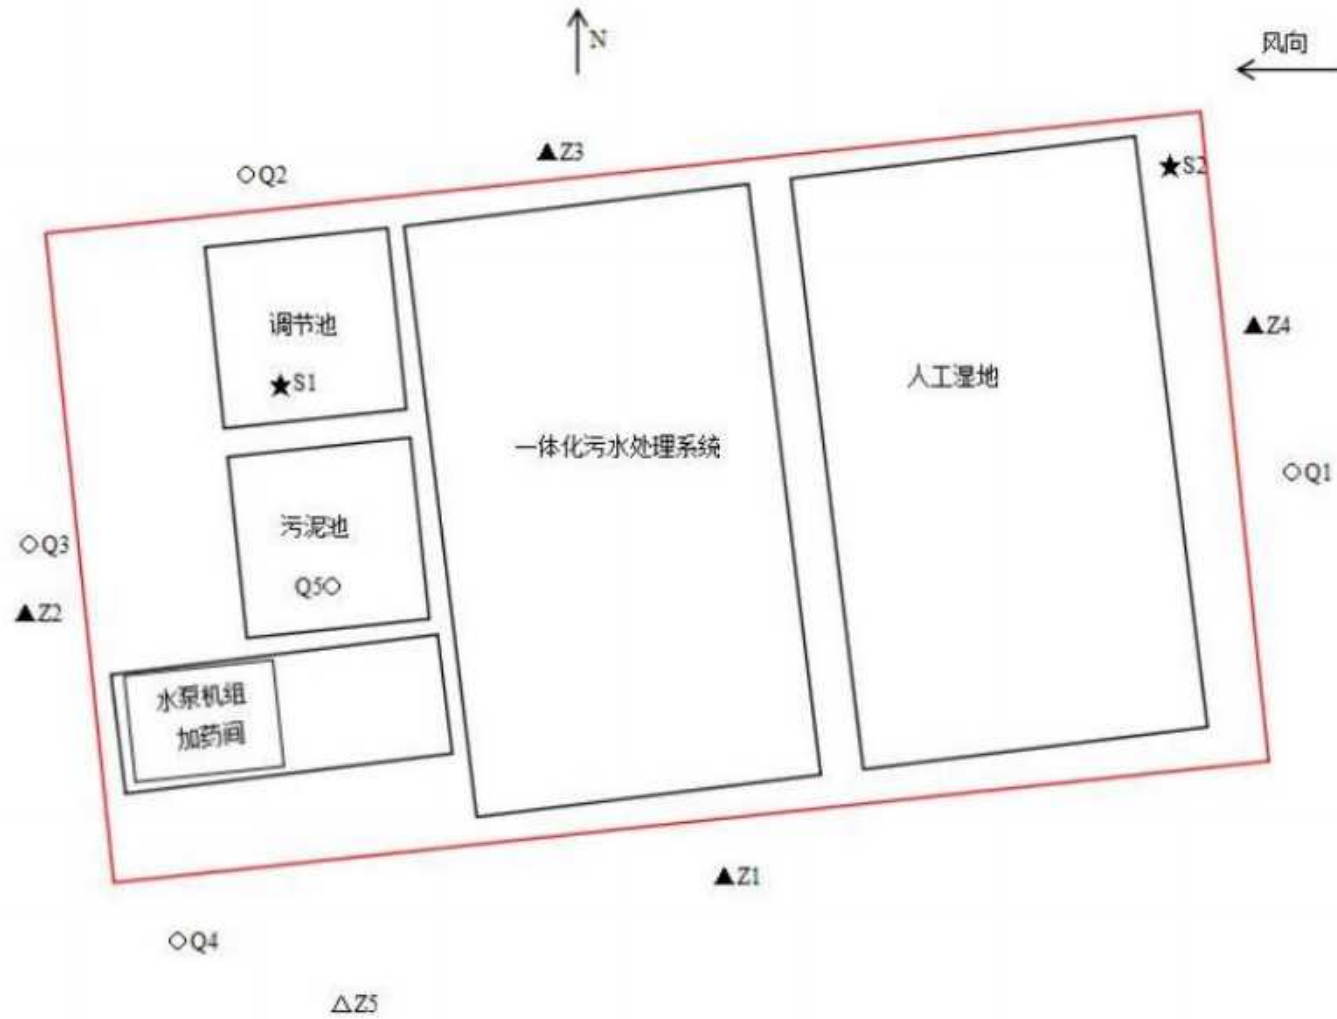 N
风向
▲Z3
○Q2
★S2
调节池
▲Z4
人工湿地
★S1
一体化污水处理系统
○Q1
污泥池
○Q3
Q5○
▲Z2
水泵机组
加药间
▲Z1
○Q4
△Z5